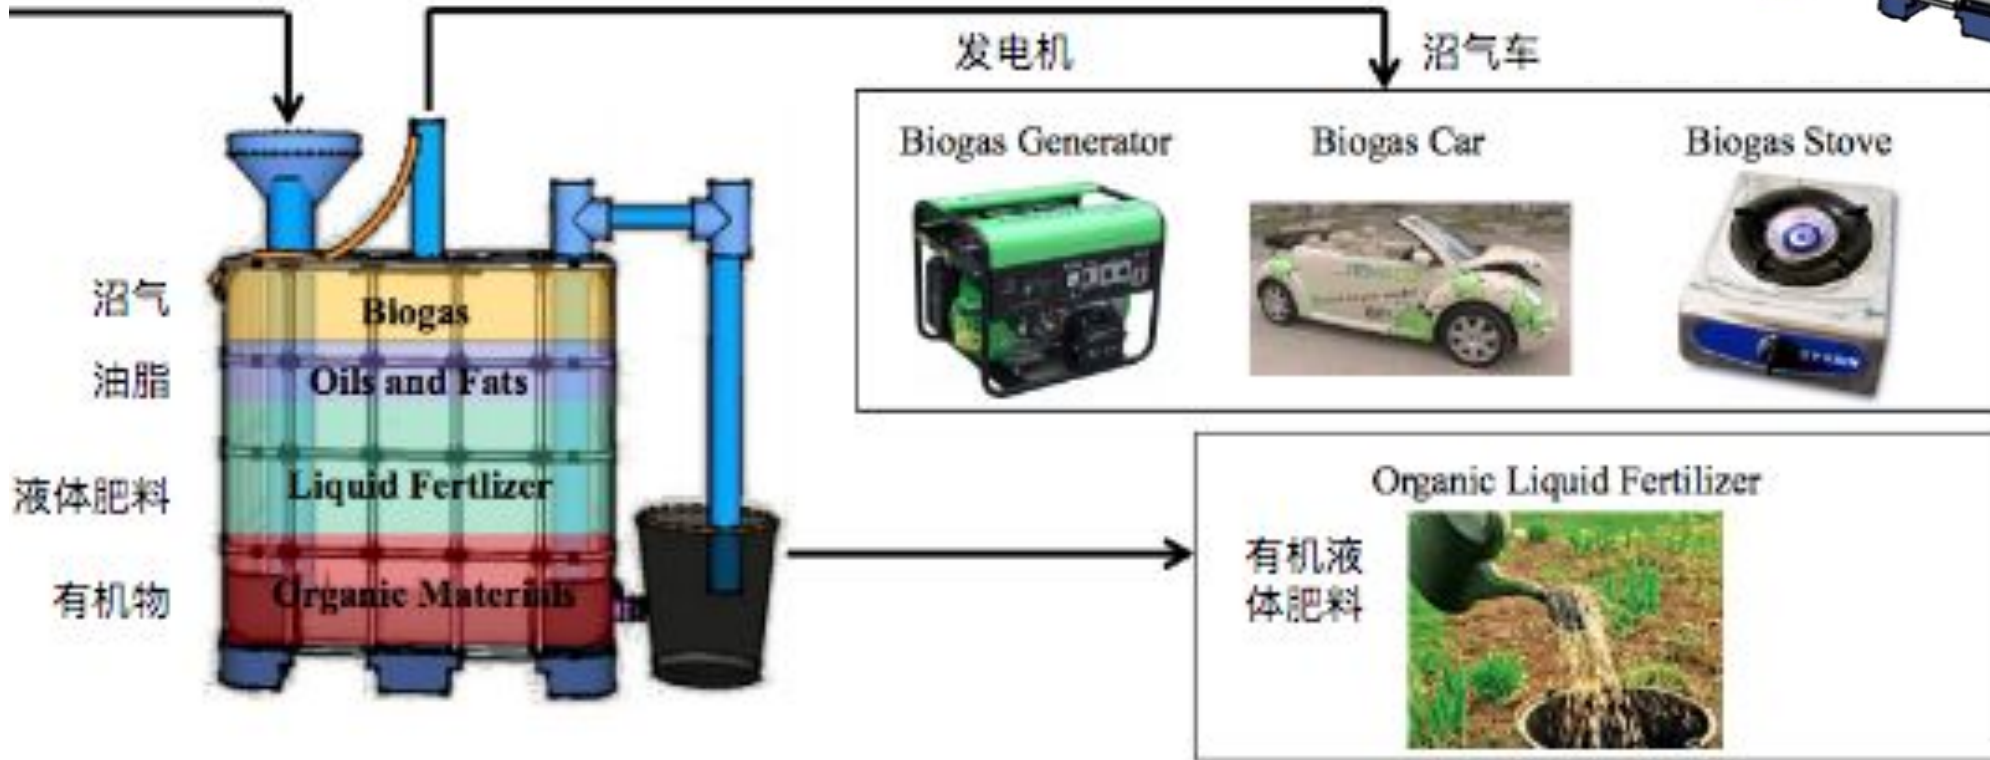 发电机
沼气车
Biogas Generator
Biogas Car
Biogas Stove
沼气
Biogas
油脂
Oils and Fats
液体肥料
Liquid Fertlizer
有机物
Organic Materials
Organic Liquid Fertilizer
有机液
体肥料